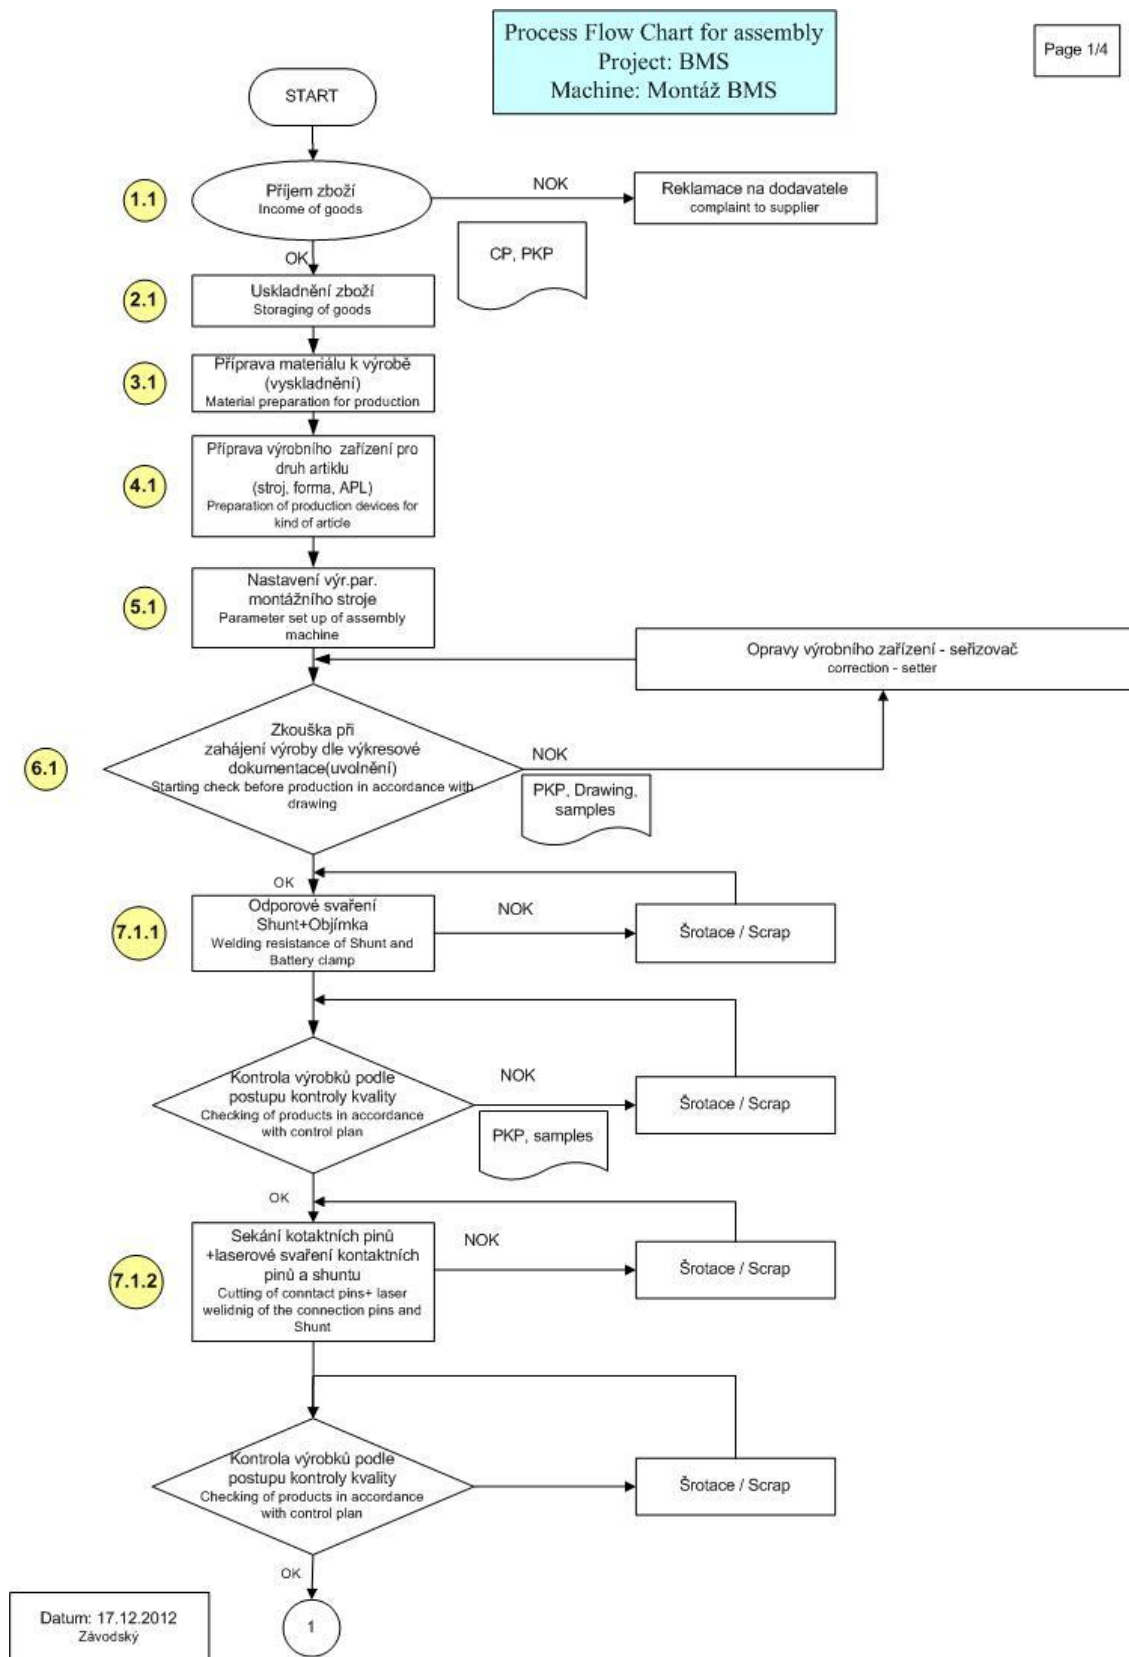 Process Flow Chart for assembly
Project: BMS
Machine: Montáž BMS
Page 1/4
START
1.1
Příjem zboží
Income of goods
NOK
Reklamace na dodavatele
complaint to supplier
CP, PKP
OK
2.1
Uskladnění zboží
Storaging of goods
3.1
Příprava materiálu k výrobě
(vyskladnění)
Material preparation for production
4.1
Příprava výrobního zařízení pro
druh artiklu
(stroj, forma, APL)
Preparation of production devices for
kind of article
5.1
Nastavení výr.par.
montážního stroje
Parameter set up of assembly
machine
Opravy výrobního zařízení - seřizovač
correction - setter
6.1
Zkouška při
zahájení výroby dle výkresové
dokumentace(uvolnění)
Starting check before production in accordance with
drawing
NOK
PKP, Drawing,
samples
OK
7.1.1
Odporové svaření
Shunt+Objímka
Welding resistance of Shunt and
Battery clamp
NOK
Šrotace / Scrap
Kontrola výrobků podle
postupu kontroly kvality
Checking of products in accordance
with control plan
NOK
Šrotace / Scrap
PKP, samples
OK
7.1.2
Sekání kotaktních pinů
+laserové svaření kontaktních
pinů a shuntu
Cutting of conntact pins+ laser
welidnig of the connection pins and
Shunt
NOK
Šrotace / Scrap
Kontrola výrobků podle
postupu kontroly kvality
Checking of products in accordance
with control plan
Šrotace / Scrap
OK
1
Datum: 17.12.2012
Závodský